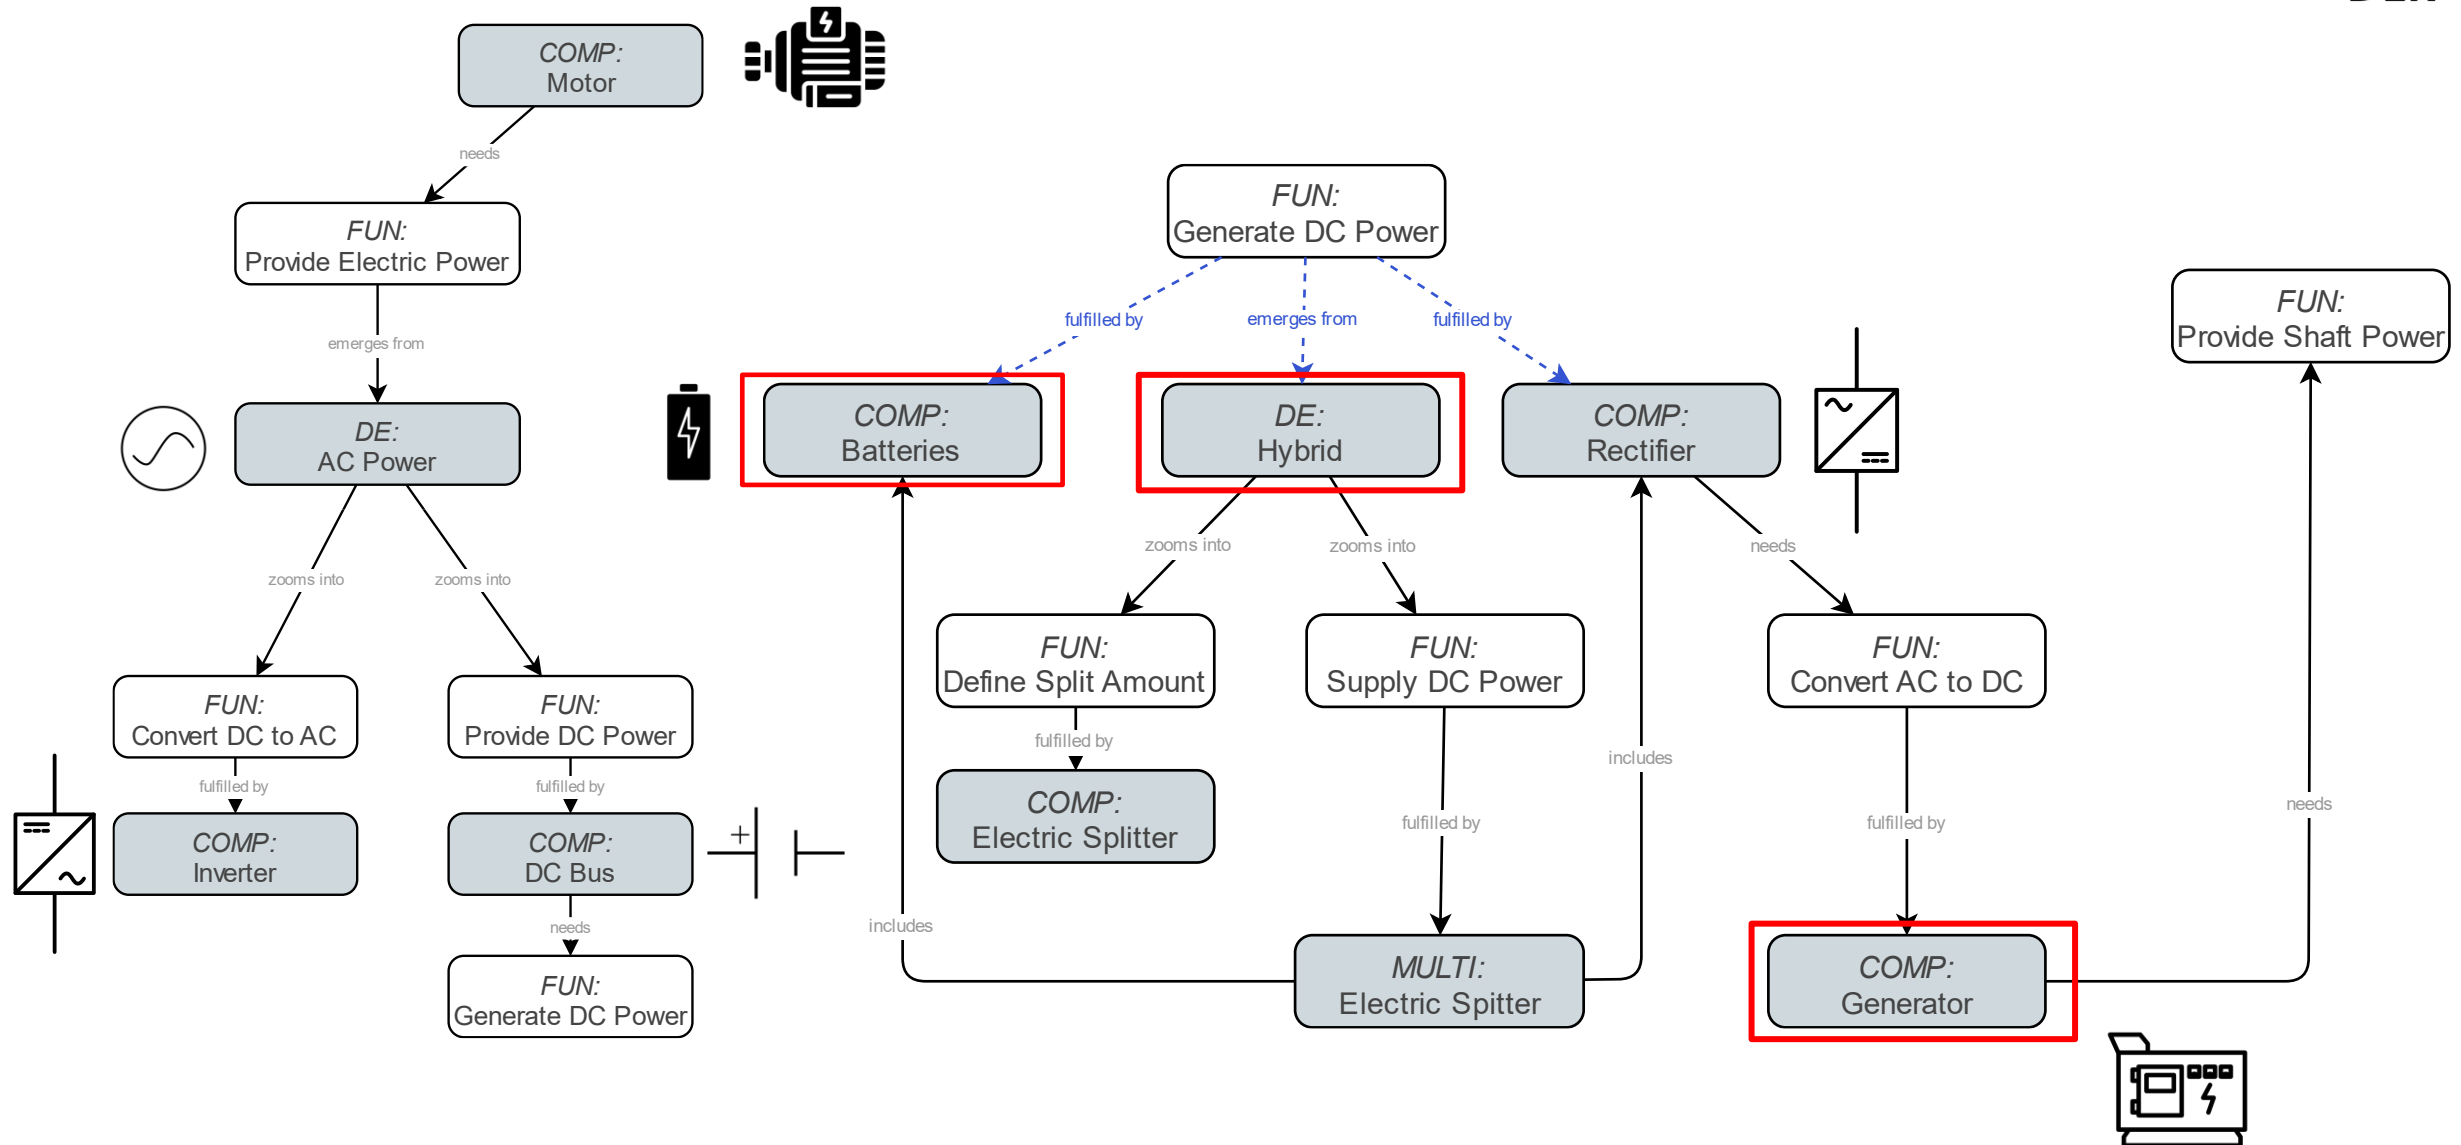 COMP:
Motor
needs
FUN:
Provide Electric Power
emerges from
DE:
AC Power
zooms into
zooms into
FUN:
Convert DC to AC
fulfilled by
COMP:
Inverter
FUN:
Provide DC Power
fulfilled by
COMP:
DC Bus
needs
FUN:
Generate DC Power
+
FUN:
Generate DC Power
fulfilled by
emerges from
fulfilled by
COMP:
Batteries
DE:
Hybrid
COMP:
Rectifier
zooms into
zooms into
needs
FUN:
Define Split Amount
fulfilled by
COMP:
Electric Splitter
FUN:
Supply DC Power
fulfilled by
MULTI:
Electric Spitter
includes
includes
FUN:
Convert AC to DC
fulfilled by
COMP:
Generator
needs
FUN:
Provide Shaft Power